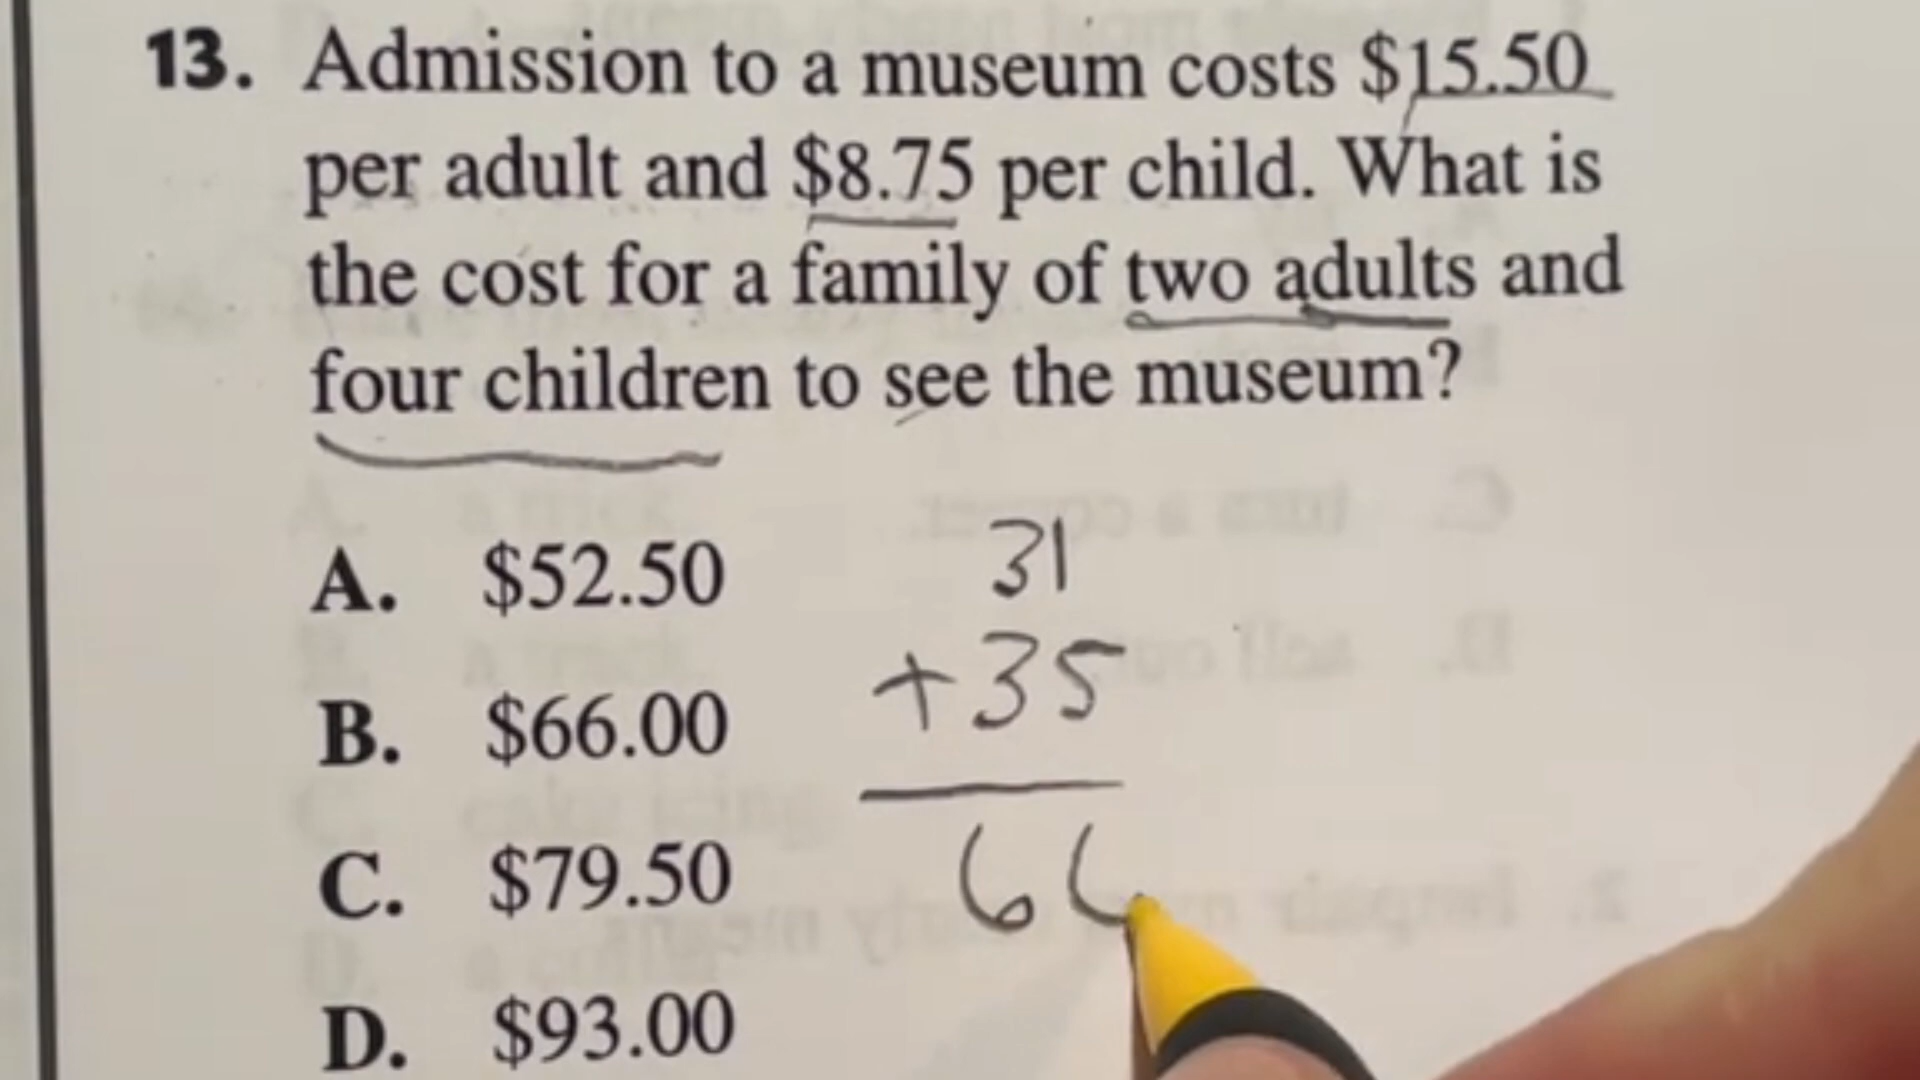 13. Admission to a museum costs $15.50
per adult and $8.75 per child. What is
the cost for a family of two adults and
four children to see the museum?
A. $52.50
B. $66.00
C. $79.50
D. $93.00
31
+35
66